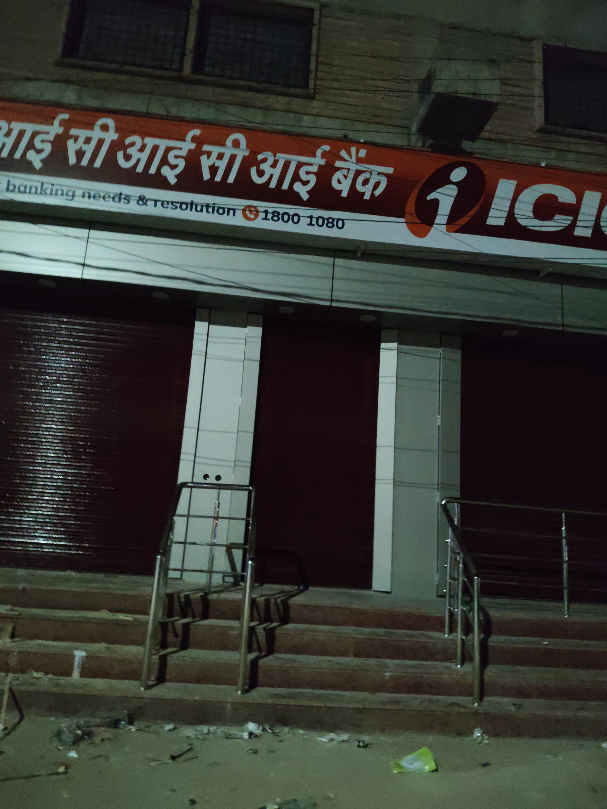 आई सी आई सी आई बैंक
banking needs & resolution 1800 1080
i ICIC